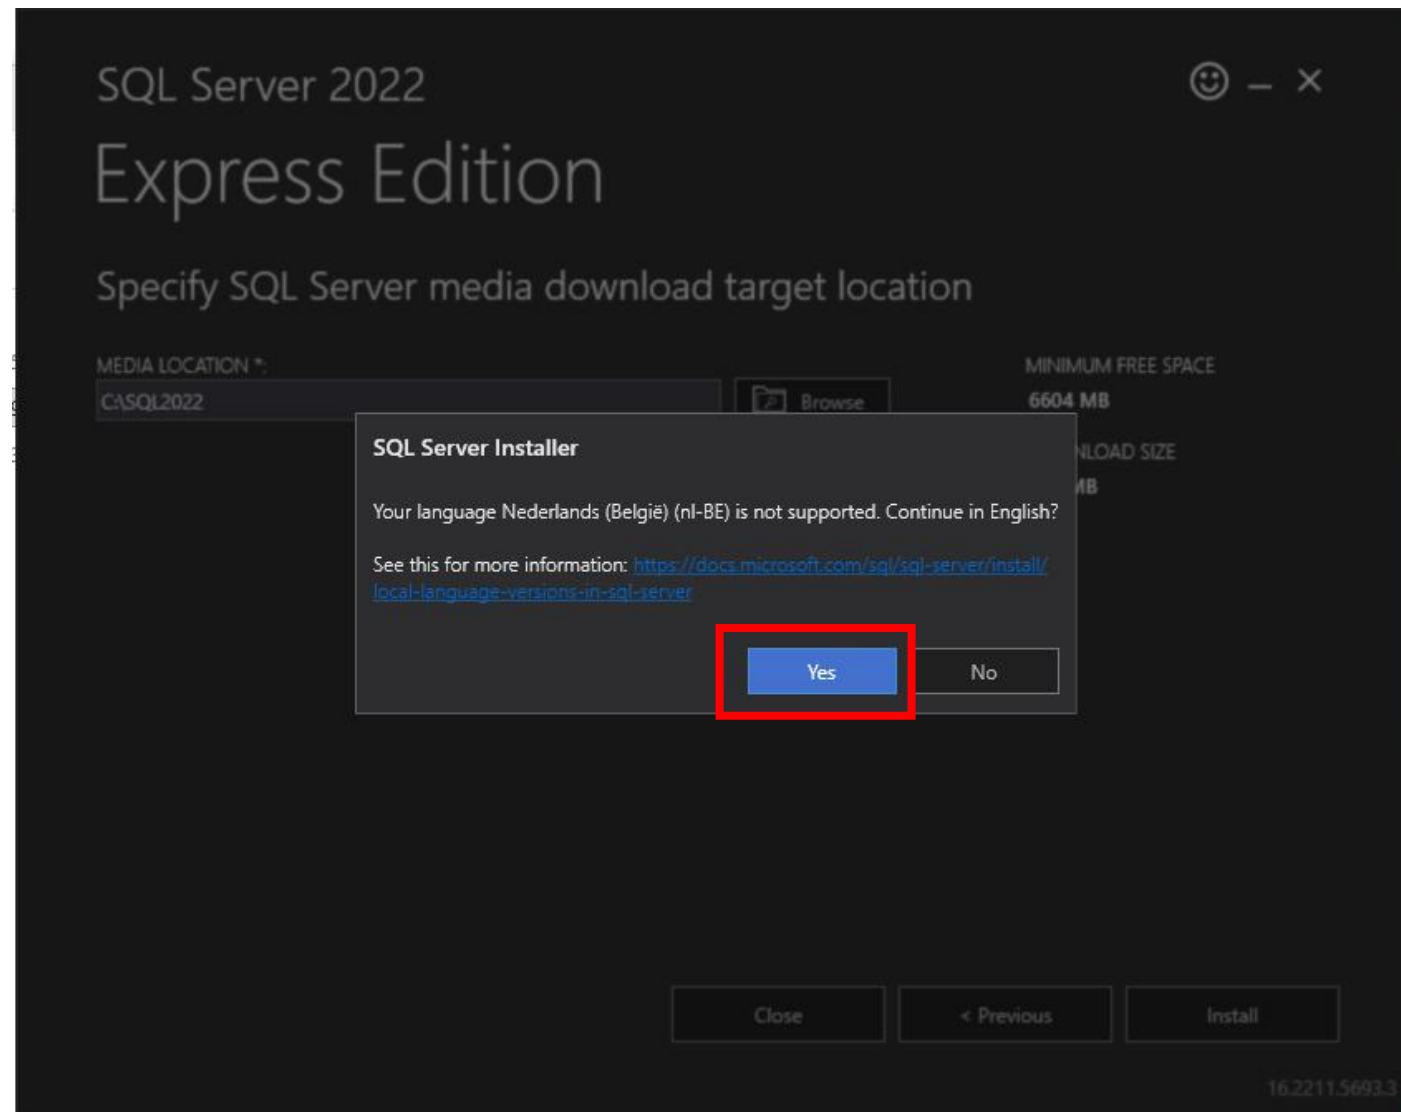 SQL Server 2022
Express Edition
Specify SQL Server media download target location
MEDIA LOCATION *:
C:\SQL2022
Browse
MINIMUM FREE SPACE
6604 MB
NLOAD SIZE
MB
SQL Server Installer
Your language Nederlands (België) (nl-BE) is not supported. Continue in English?
See this for more information: https://docs.microsoft.com/sql/sql-server/install/
local-language-versions-in-sql-server
Yes
No
Close
< Previous
Install
16.2211.5693.3